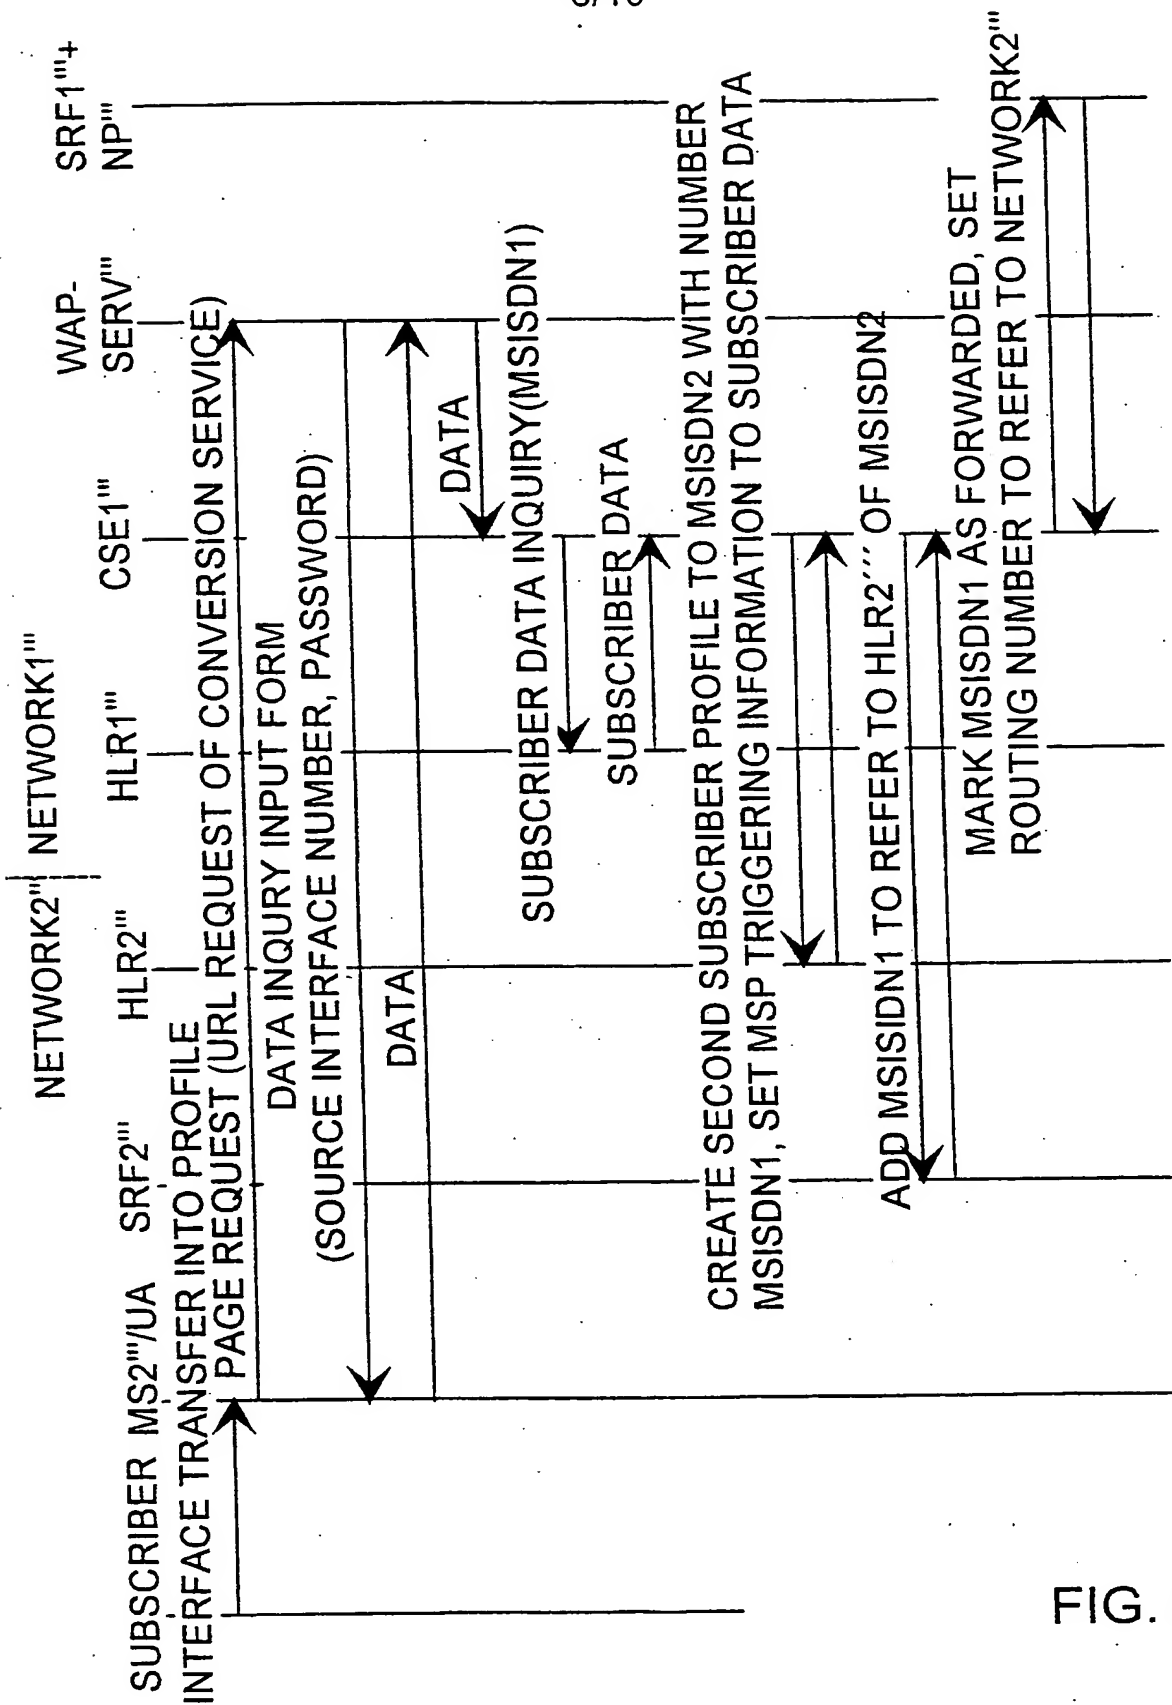 NETWORK2''' NETWORK1'''
SUBSCRIBER MS2'''/UA SRF2''' HLR2''' HLR1''' CSE1''' WAP-SERV''' SRF1'''+ NP'''
INTERFACE TRANSFER INTO PROFILE
PAGE REQUEST (URL REQUEST OF CONVERSION SERVICE)
DATA INQURY INPUT FORM
(SOURCE INTERFACE NUMBER, PASSWORD)
DATA
DATA
SUBSCRIBER DATA INQUIRY(MSISDN1)
SUBSCRIBER DATA
CREATE SECOND SUBSCRIBER PROFILE TO MSISDN2 WITH NUMBER
MSISDN1, SET MSP TRIGGERING INFORMATION TO SUBSCRIBER DATA
ADD MSISDN1 TO REFER TO HLR2''' OF MSISDN2
MARK MSISDN1 AS FORWARDED, SET
ROUTING NUMBER TO REFER TO NETWORK2'''
FIG.